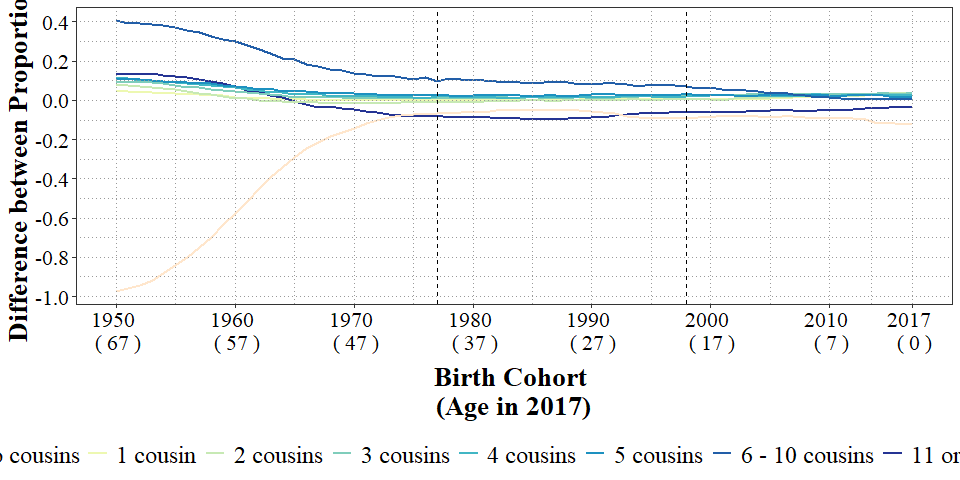 Difference between
0.4
0.2
0.0
-0.2
-0.4
-0.6
-0.8
-1.0
1950 1960 1970 1980 1990 2000 2010 2017
( 67 ) ( 57 ) ( 47 ) ( 37 ) ( 27 ) ( 17 ) ( 7 ) ( 0 )
Birth Cohort
(Age in 2017)
cousins 1 cousin 2 cousins 3 cousins 4 cousins 5 cousins 6 - 10 cousins 11 or